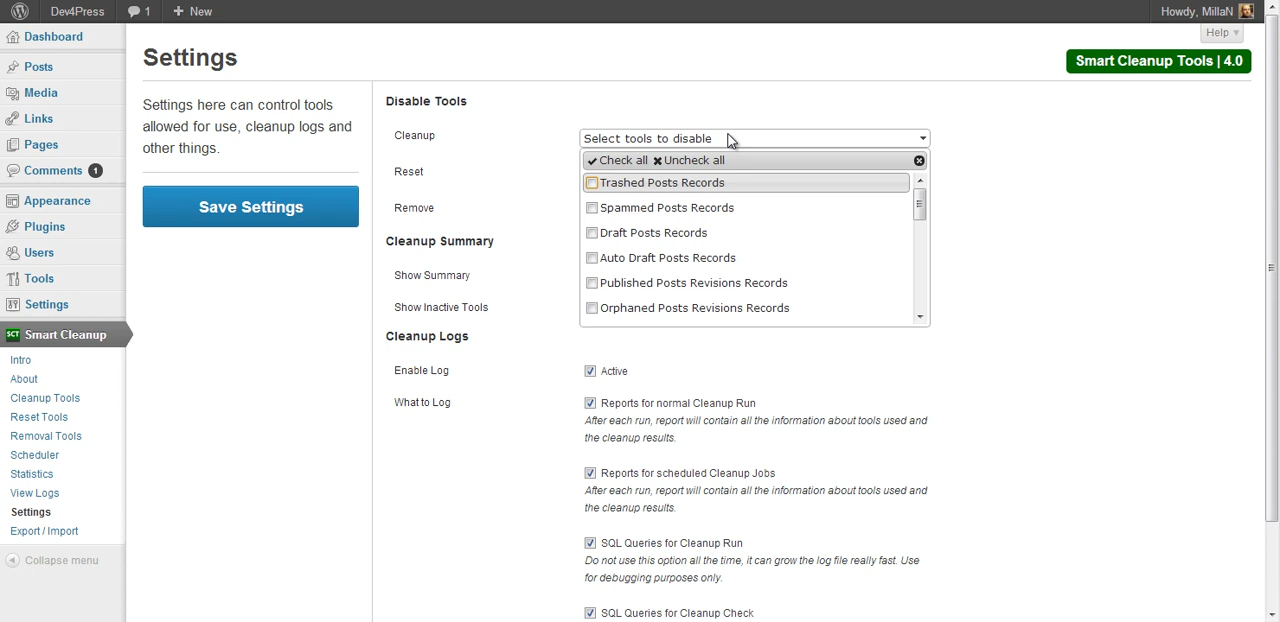 Dev4Press 1 New Howdy, MillaN
Help
Dashboard
Posts
Media
Links
Pages
Comments 1
Appearance
Plugins
Users
Tools
Settings
SCT Smart Cleanup
Intro
About
Cleanup Tools
Reset Tools
Removal Tools
Scheduler
Statistics
View Logs
Settings
Export / Import
Collapse menu
Settings
Smart Cleanup Tools | 4.0
Settings here can control tools
allowed for use, cleanup logs and
other things.
Save Settings
Disable Tools
Cleanup
Select tools to disable
Check all Uncheck all
Trashed Posts Records
Spammed Posts Records
Draft Posts Records
Auto Draft Posts Records
Published Posts Revisions Records
Orphaned Posts Revisions Records
Reset
Remove
Cleanup Summary
Show Summary
Show Inactive Tools
Cleanup Logs
Enable Log
Active
What to Log
Reports for normal Cleanup Run
After each run, report will contain all the information about tools used and
the cleanup results.
Reports for scheduled Cleanup Jobs
After each run, report will contain all the information about tools used and
the cleanup results.
SQL Queries for Cleanup Run
Do not use this option all the time, it can grow the log file really fast. Use
for debugging purposes only.
SQL Queries for Cleanup Check